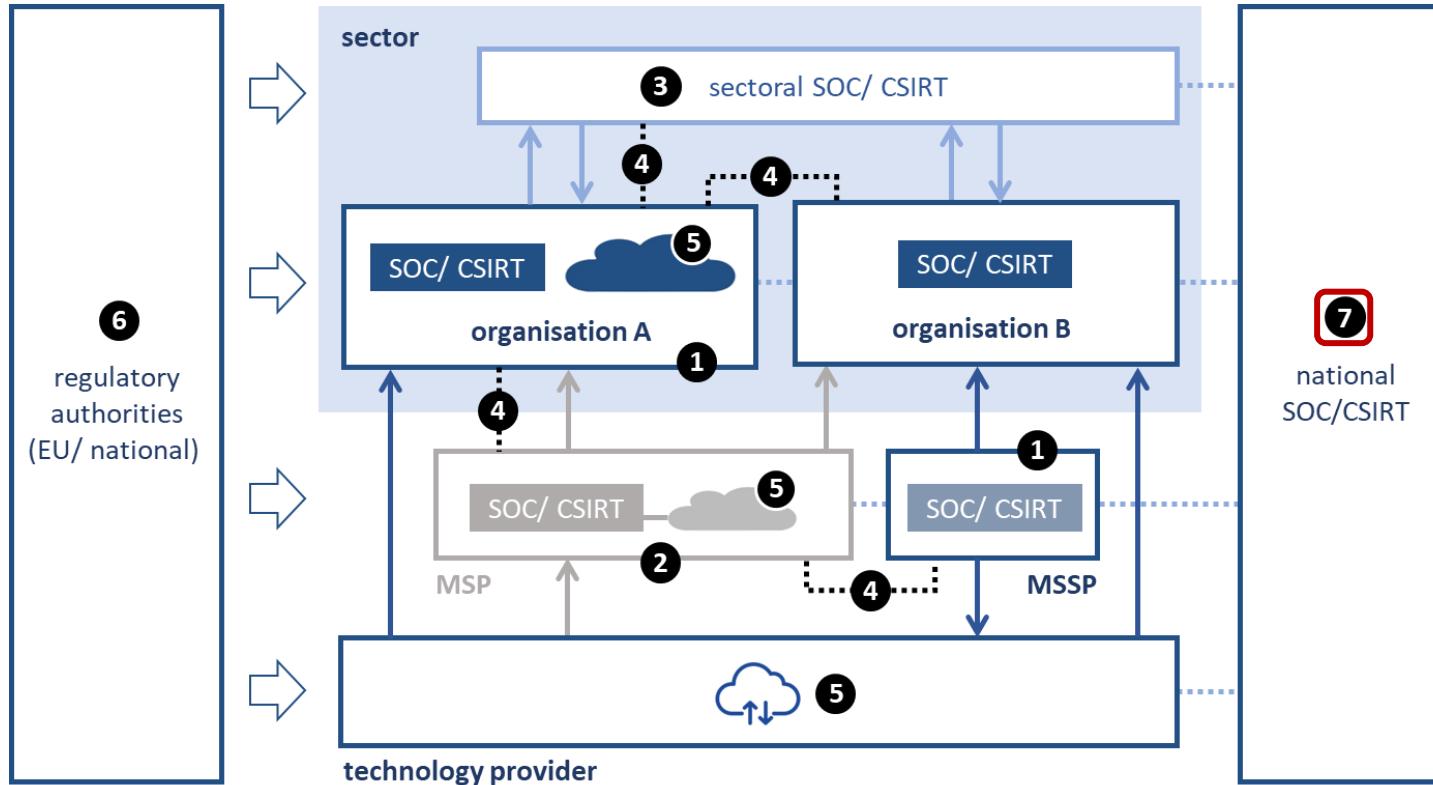 sector
3 sectoral SOC/ CSIRT
4
4
5
SOC/ CSIRT
SOC/ CSIRT
organisation A
organisation B
1
6
regulatory
authorities
(EU/ national)
7
national
SOC/CSIRT
4
1
5
SOC/ CSIRT
SOC/ CSIRT
2
MSP
4
MSSP
5
technology provider